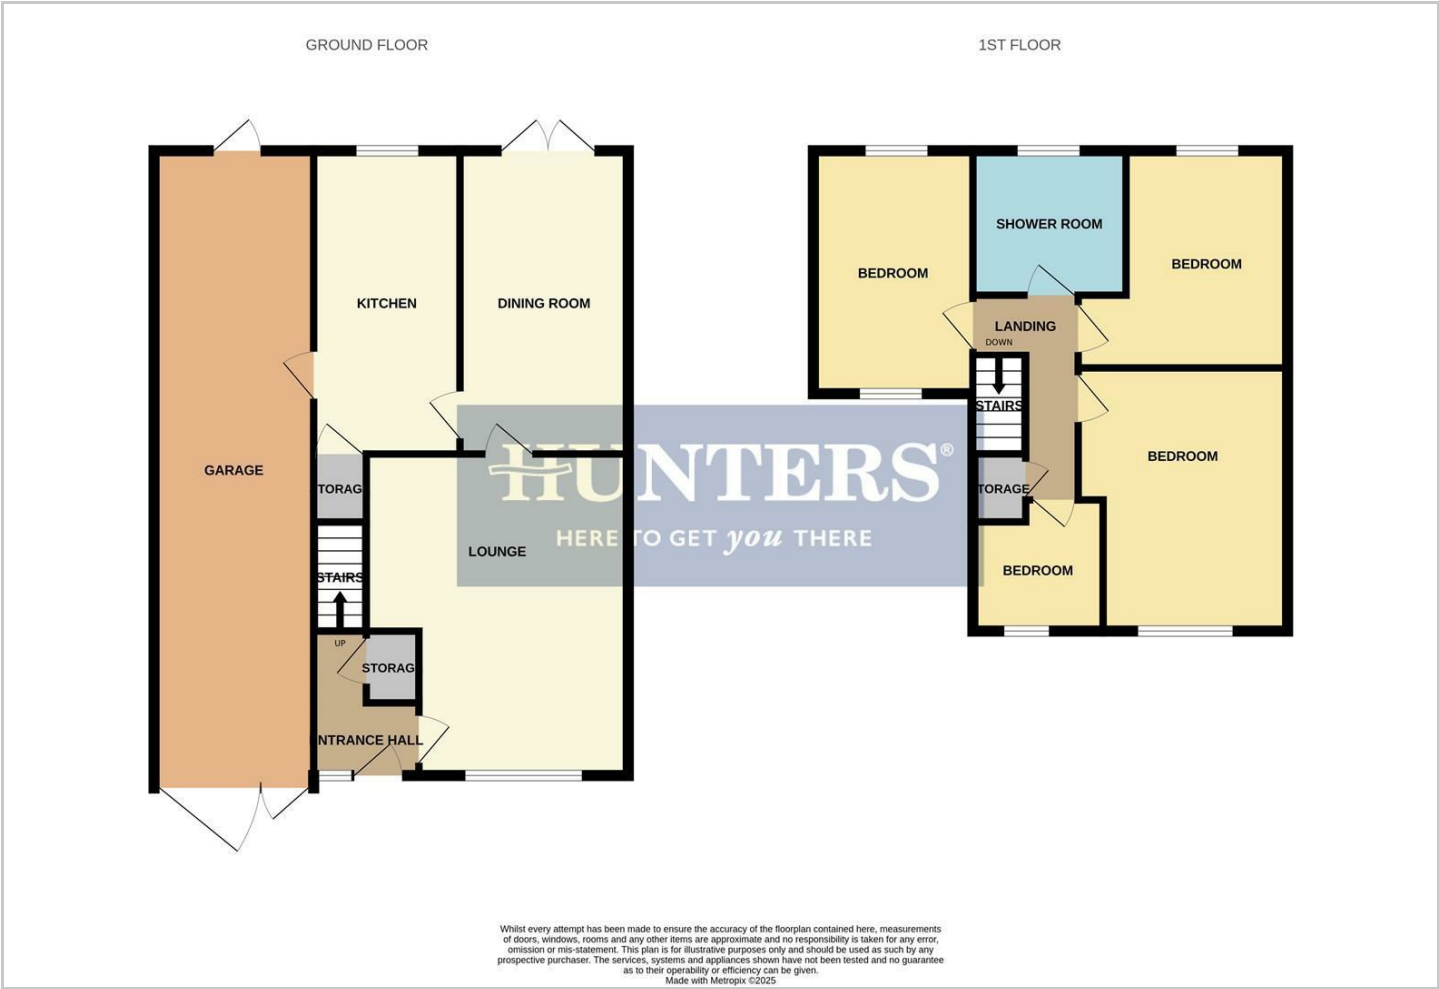 GROUND FLOOR
1ST FLOOR
SHOWER ROOM
BEDROOM
BEDROOM
KITCHEN
DINING ROOM
LANDING
DOWN
STAIRS
BEDROOM
HUNTERS®
GARAGE
TORAG
TORAGE
HERE TO GET you THERE
LOUNGE
BEDROOM
STAIRS
UP
STORAG
NTRANCE HALL
Whilst every attempt has been made to ensure the accuracy of the floorplan contained here, measurements
of doors, windows, rooms and any other items are approximate and no responsibility is taken for any error,
omission or mis-statement. This plan is for illustrative purposes only and should be used as such by any
prospective purchaser. The services, systems and appliances shown have not been tested and no guarantee
as to their operability or efficiency can be given.
Made with Metropix ©2025